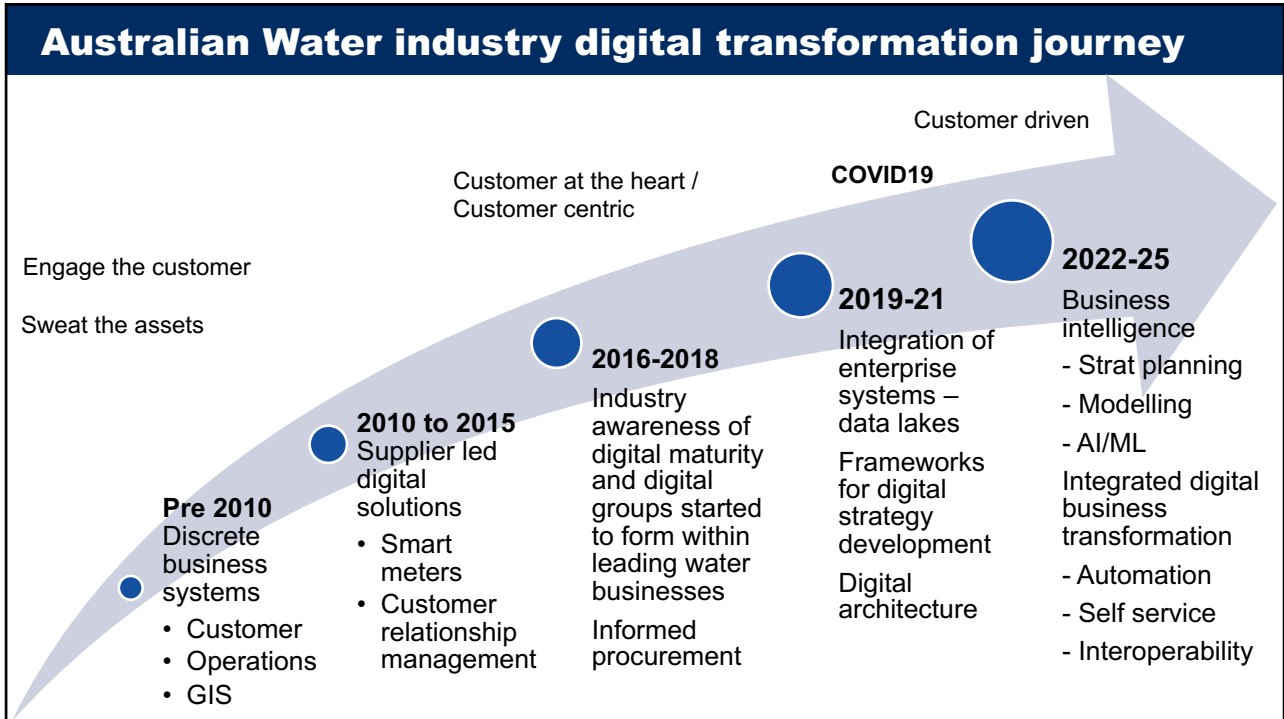 Australian Water industry digital transformation journey
Customer driven
COVID19
Customer at the heart /
Customer centric
Engage the customer
Sweat the assets
Pre 2010
Discrete
business
systems
• Customer
• Operations
• GIS
2010 to 2015
Supplier led
digital
solutions
• Smart
meters
• Customer
relationship
management
2016-2018
Industry
awareness of
digital maturity
and digital
groups started
to form within
leading water
businesses
Informed
procurement
2019-21
Integration of
enterprise
systems –
data lakes
Frameworks
for digital
strategy
development
Digital
architecture
2022-25
Business
intelligence
- Strat planning
- Modelling
- AI/ML
Integrated digital
business
transformation
- Automation
- Self service
- Interoperability